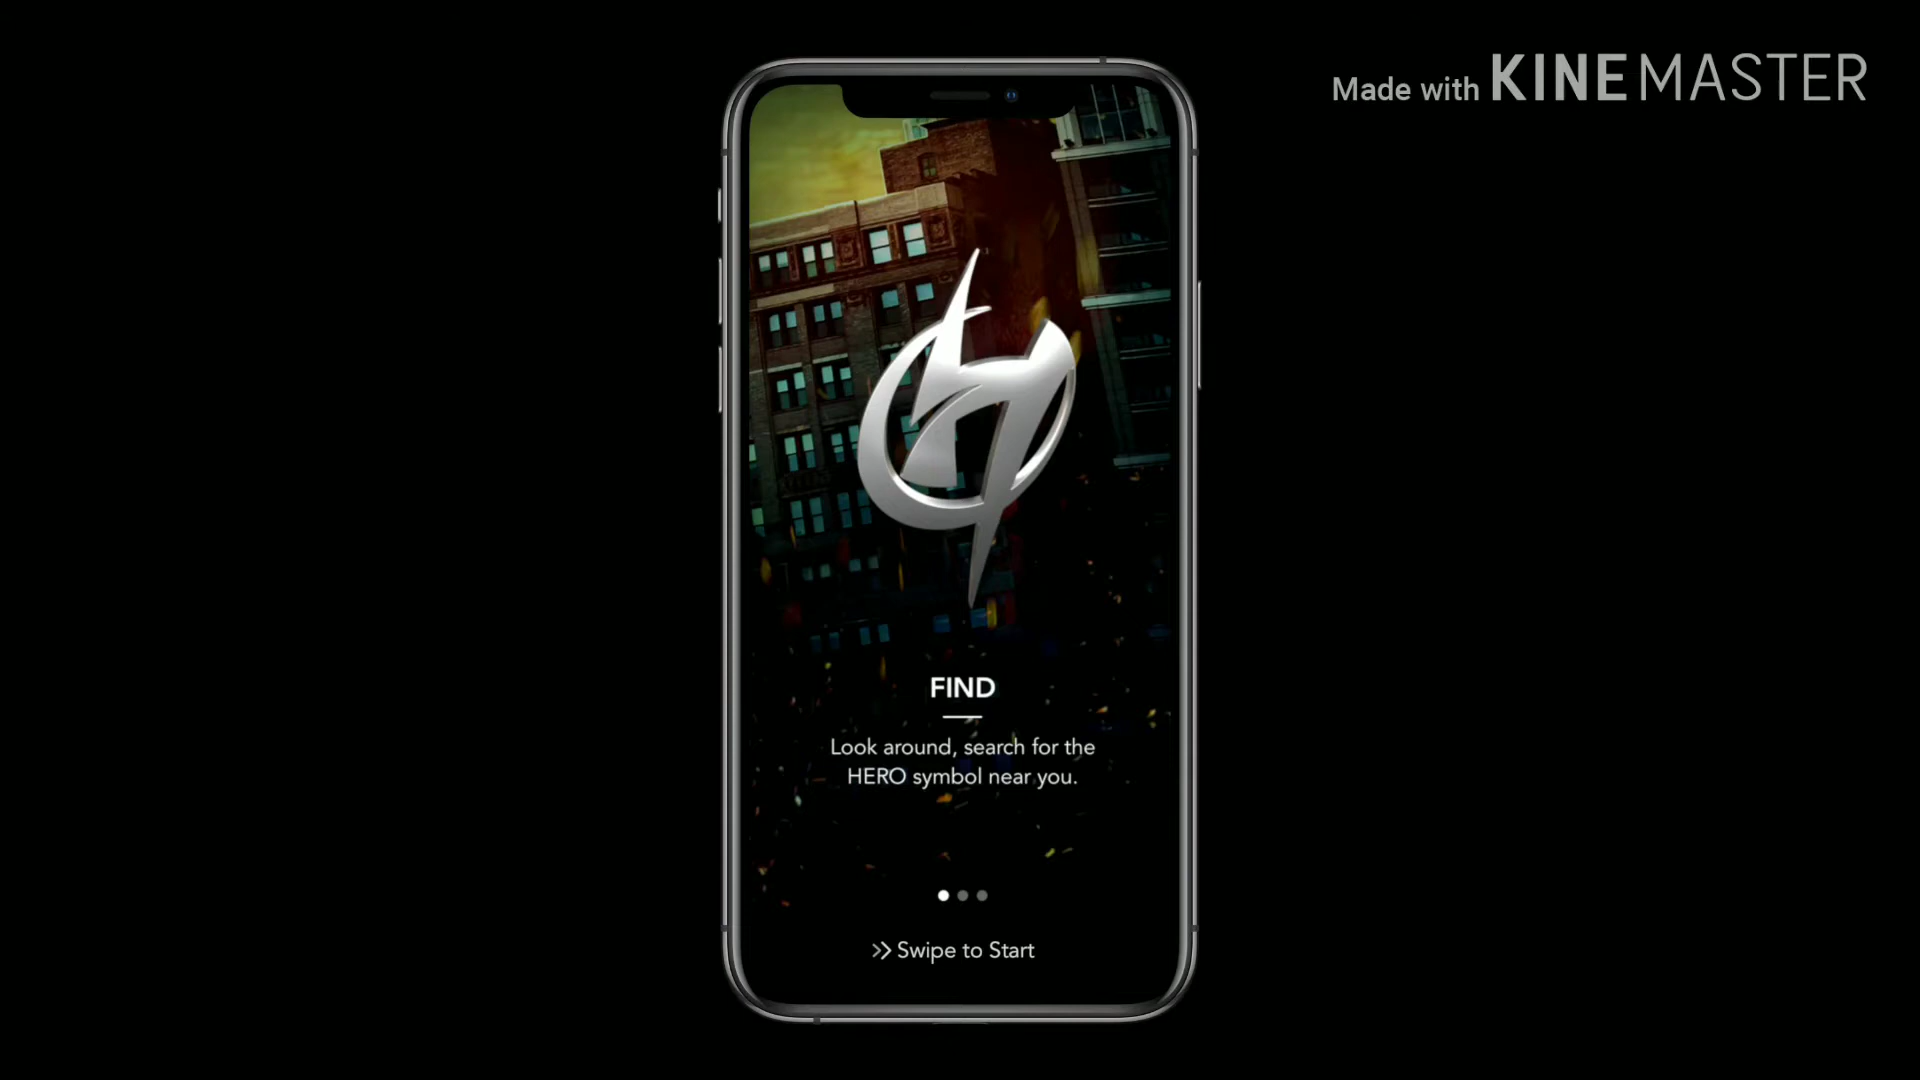 Made with KINEMASTER
FIND
Look around, search for the
HERO symbol near you.
>> Swipe to Start